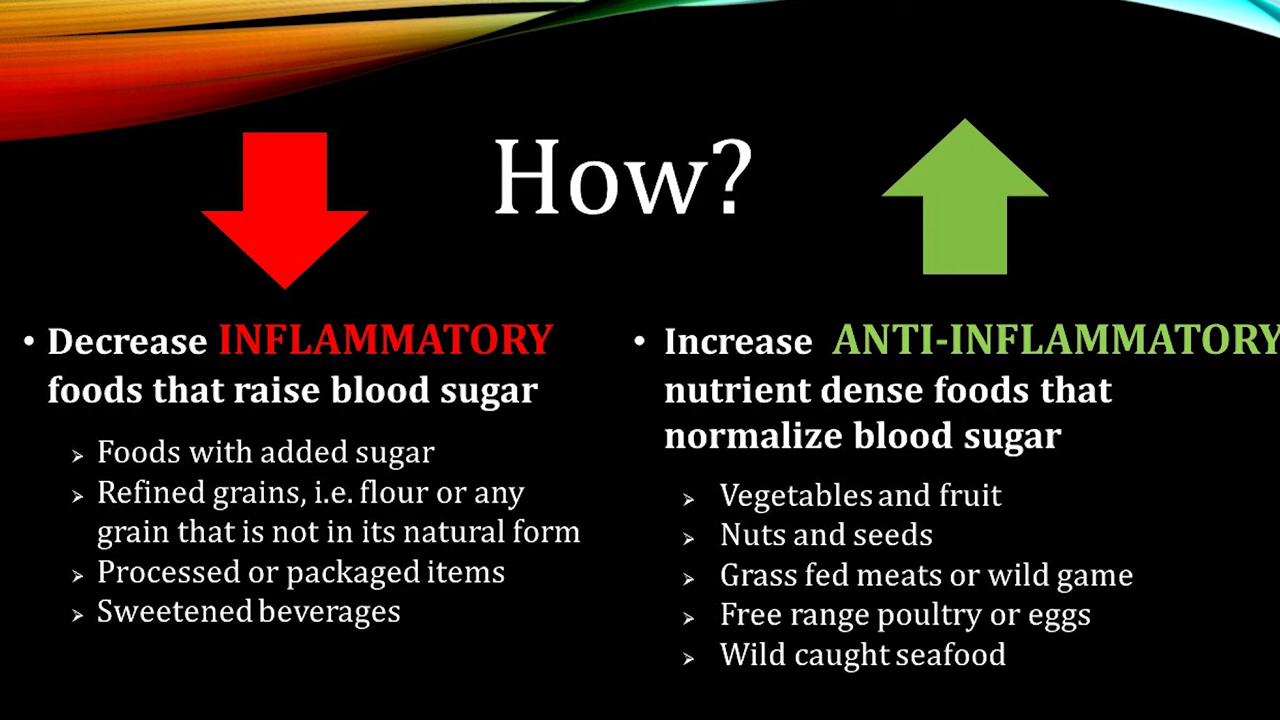 How?
• Decrease INFLAMMATORY
foods that raise blood sugar
➢ Foods with added sugar
➢ Refined grains, i.e. flour or any
grain that is not in its natural form
➢ Processed or packaged items
➢ Sweetened beverages
• Increase ANTI-INFLAMMATORY
nutrient dense foods that
normalize blood sugar
➢ Vegetables and fruit
➢ Nuts and seeds
➢ Grass fed meats or wild game
➢ Free range poultry or eggs
➢ Wild caught seafood